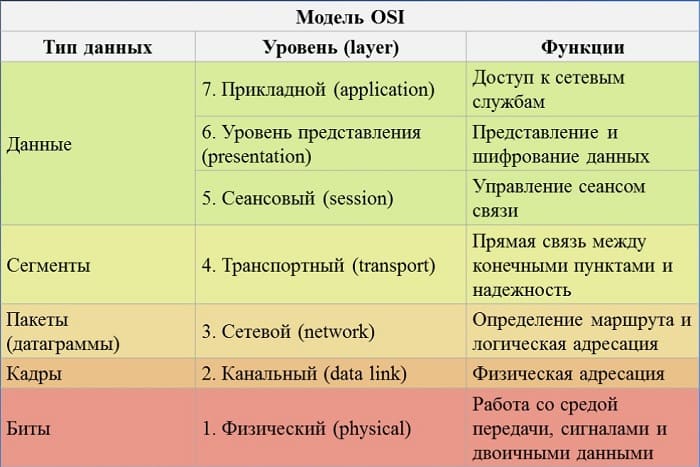 Модель OSI
Тип данных
Уровень (layer)
Функции
Данные
7. Прикладной (application)
Доступ к сетевым
службам
6. Уровень представления
(presentation)
Представление и
шифрование данных
5. Сеансовый (session)
Управление сеансом
связи
Сегменты
4. Транспортный (transport)
Прямая связь между
конечными пунктами и
надежность
Пакеты
(датаграммы)
3. Сетевой (network)
Определение маршрута и
логическая адресация
Кадры
2. Канальный (data link)
Физическая адресация
Биты
1. Физический (physical)
Работа со средой
передачи, сигналами и
двоичными данными